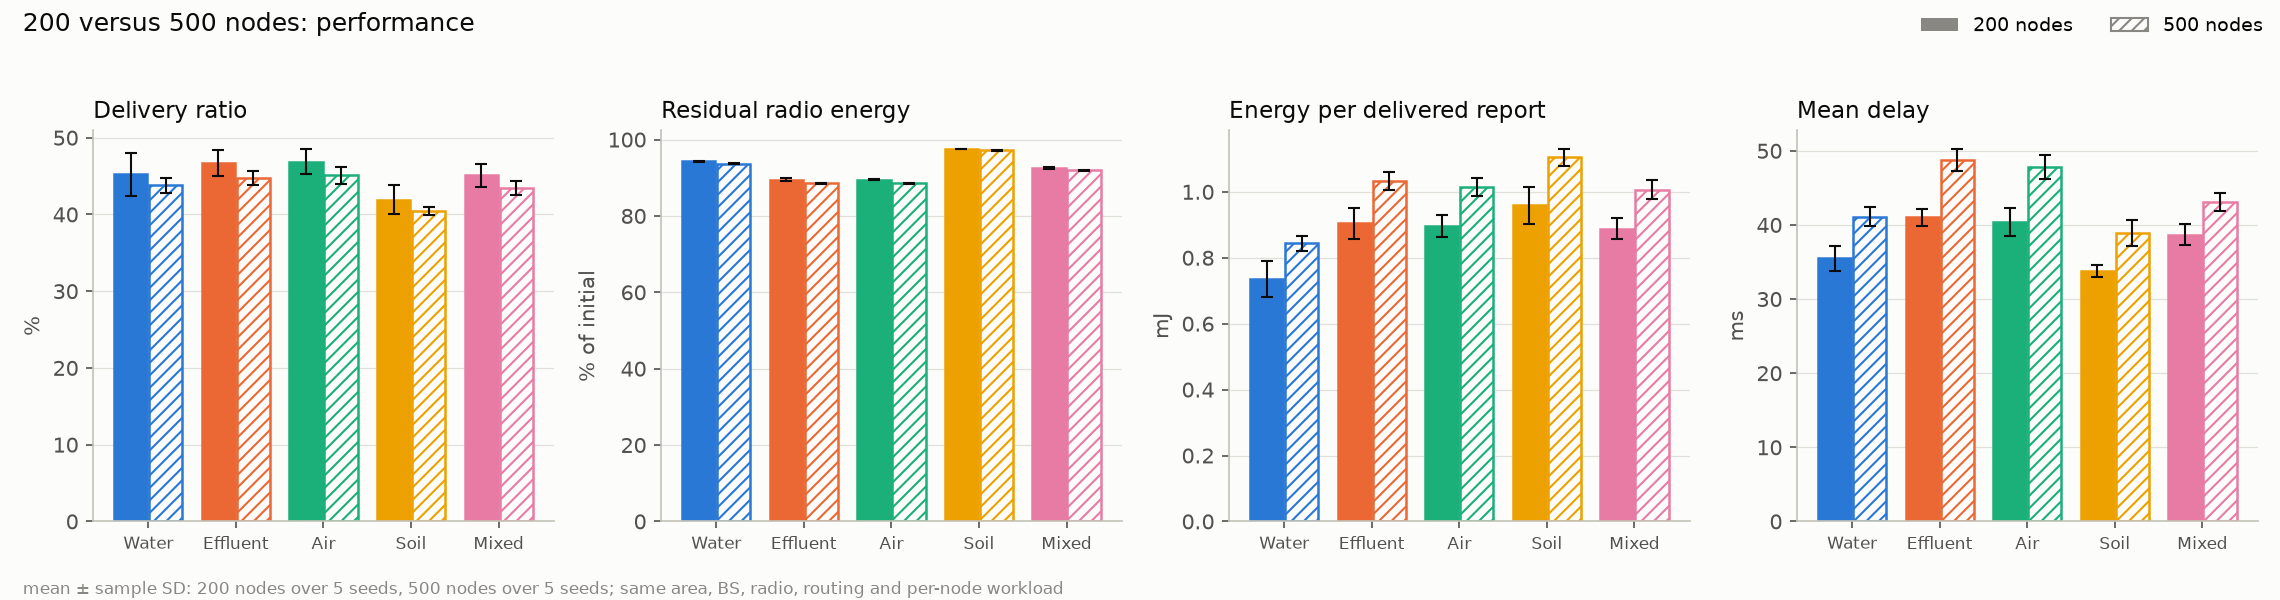 200 versus 500 nodes: performance
200 nodes
500 nodes
Delivery ratio
%
50
40
30
20
10
0
Water
Effluent
Air
Soil
Mixed
Residual radio energy
% of initial
100
80
60
40
20
0
Water
Effluent
Air
Soil
Mixed
Energy per delivered report
mJ
1.0
0.8
0.6
0.4
0.2
0.0
Water
Effluent
Air
Soil
Mixed
Mean delay
ms
50
40
30
20
10
0
Water
Effluent
Air
Soil
Mixed
mean ± sample SD: 200 nodes over 5 seeds, 500 nodes over 5 seeds; same area, BS, radio, routing and per-node workload